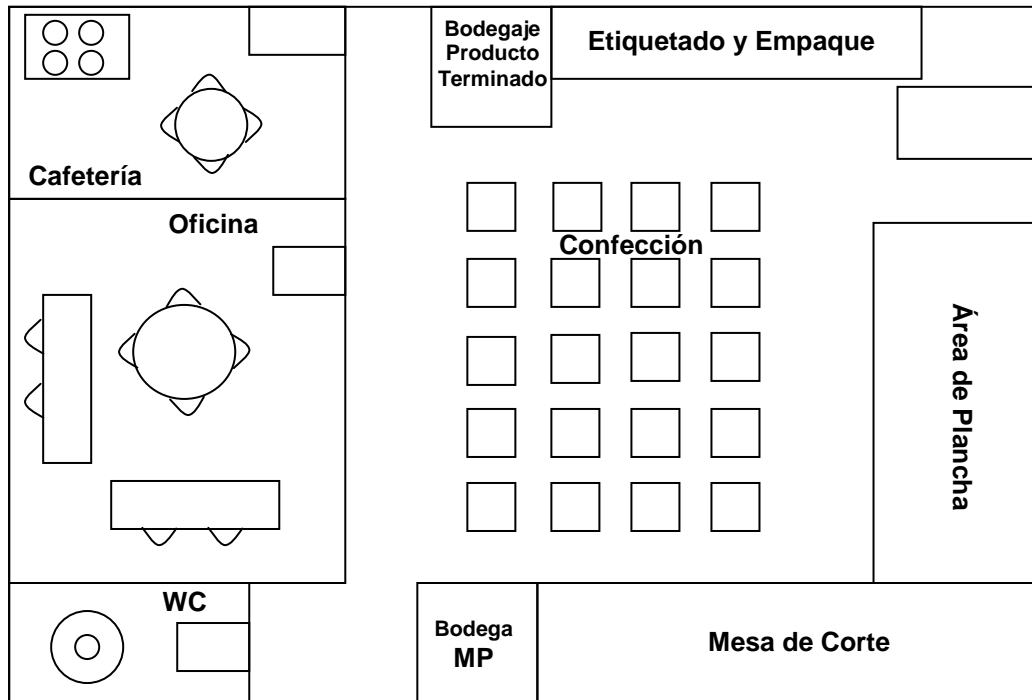 Bodegaje
Producto
Terminado
Etiquetado y Empaque
Cafetería
Oficina
Confección
Área de Plancha
WC
Bodega
MP
Mesa de Corte